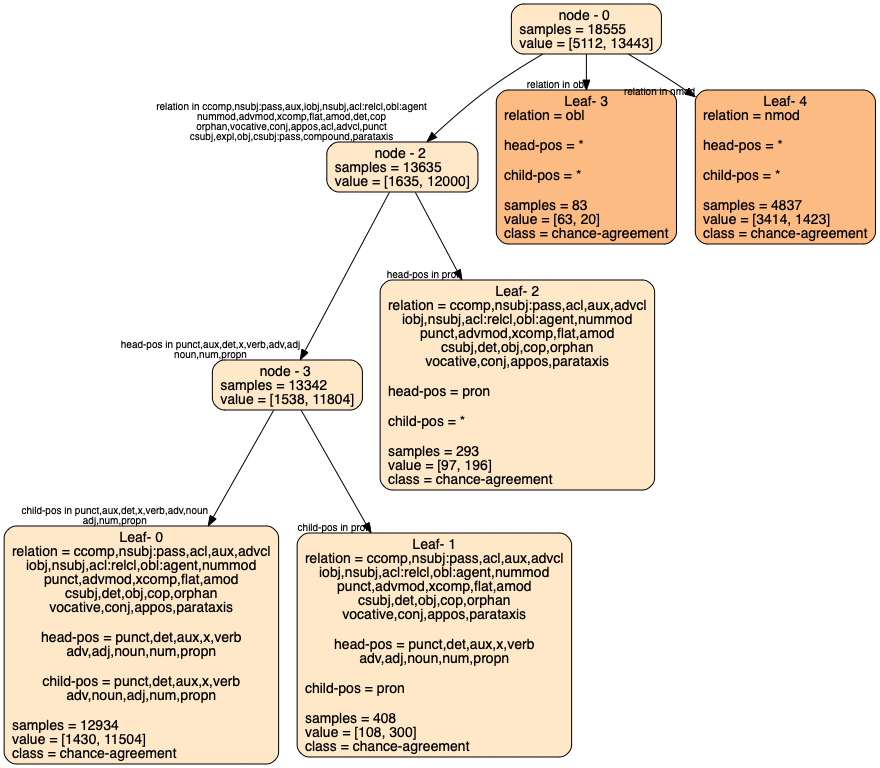 node - 0
samples = 18555
value = [5112, 13443]
relation in obl
relation in nmod
relation in ccomp,nsubj:pass,aux,iobj,nsubj,acl:relcl,obl:agent
nummod,advmod,xcomp,flat,amod,det,cop
orphan,vocative,conj,appos,acl,advcl,punct
csubj,expl,obj,csubj:pass,compound,parataxis
Leaf- 3
relation = obl
head-pos = *
child-pos = *
samples = 83
value = [63, 20]
class = chance-agreement
Leaf- 4
relation = nmod
head-pos = *
child-pos = *
samples = 4837
value = [3414, 1423]
class = chance-agreement
node - 2
samples = 13635
value = [1635, 12000]
head-pos in pron
Leaf- 2
relation = ccomp,nsubj:pass,acl,aux,advcl
iobj,nsubj,acl:relcl,obl:agent,nummod
punct,advmod,xcomp,flat,amod
csubj,det,obj,cop,orphan
vocative,conj,appos,parataxis
head-pos = pron
child-pos = *
samples = 293
value = [97, 196]
class = chance-agreement
head-pos in punct,aux,det,x,verb,adv,adj
noun,num,propn
node - 3
samples = 13342
value = [1538, 11804]
child-pos in punct,aux,det,x,verb,adv,noun
adj,num,propn
Leaf- 0
relation = ccomp,nsubj:pass,acl,aux,advcl
iobj,nsubj,acl:relcl,obl:agent,nummod
punct,advmod,xcomp,flat,amod
csubj,det,obj,cop,orphan
vocative,conj,appos,parataxis
head-pos = punct,det,aux,x,verb
adv,adj,noun,num,propn
child-pos = punct,det,aux,x,verb
adv,noun,adj,num,propn
samples = 12934
value = [1430, 11504]
class = chance-agreement
child-pos in pron
Leaf- 1
relation = ccomp,nsubj:pass,acl,aux,advcl
iobj,nsubj,acl:relcl,obl:agent,nummod
punct,advmod,xcomp,flat,amod
csubj,det,obj,cop,orphan
vocative,conj,appos,parataxis
head-pos = punct,det,aux,x,verb
adv,adj,noun,num,propn
child-pos = pron
samples = 408
value = [108, 300]
class = chance-agreement